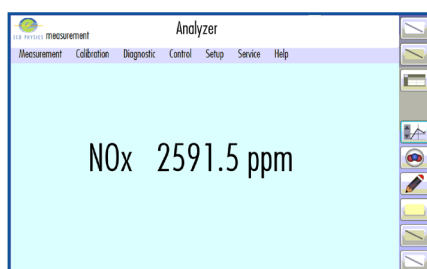 Analyzer
ECO PHYSICS measurement
Measurement Calibration Diagnostic Control Setup Service Help
NOx 2591.5 ppm